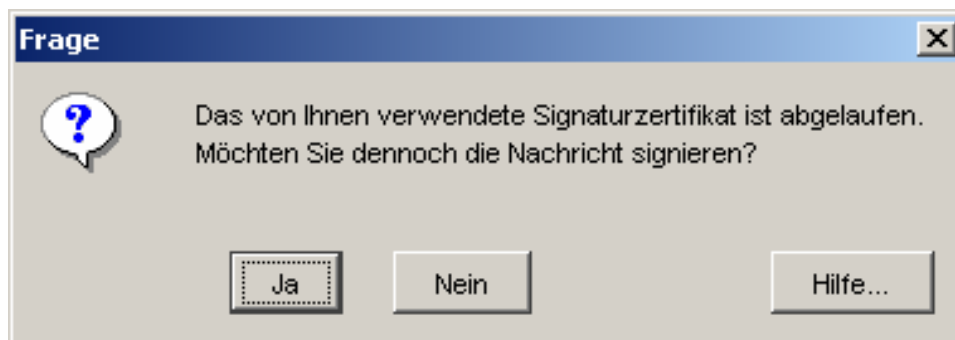 Frage
Das von Ihnen verwendete Signaturzertifikat ist abgelaufen.
Möchten Sie dennoch die Nachricht signieren?
Ja Nein Hilfe...